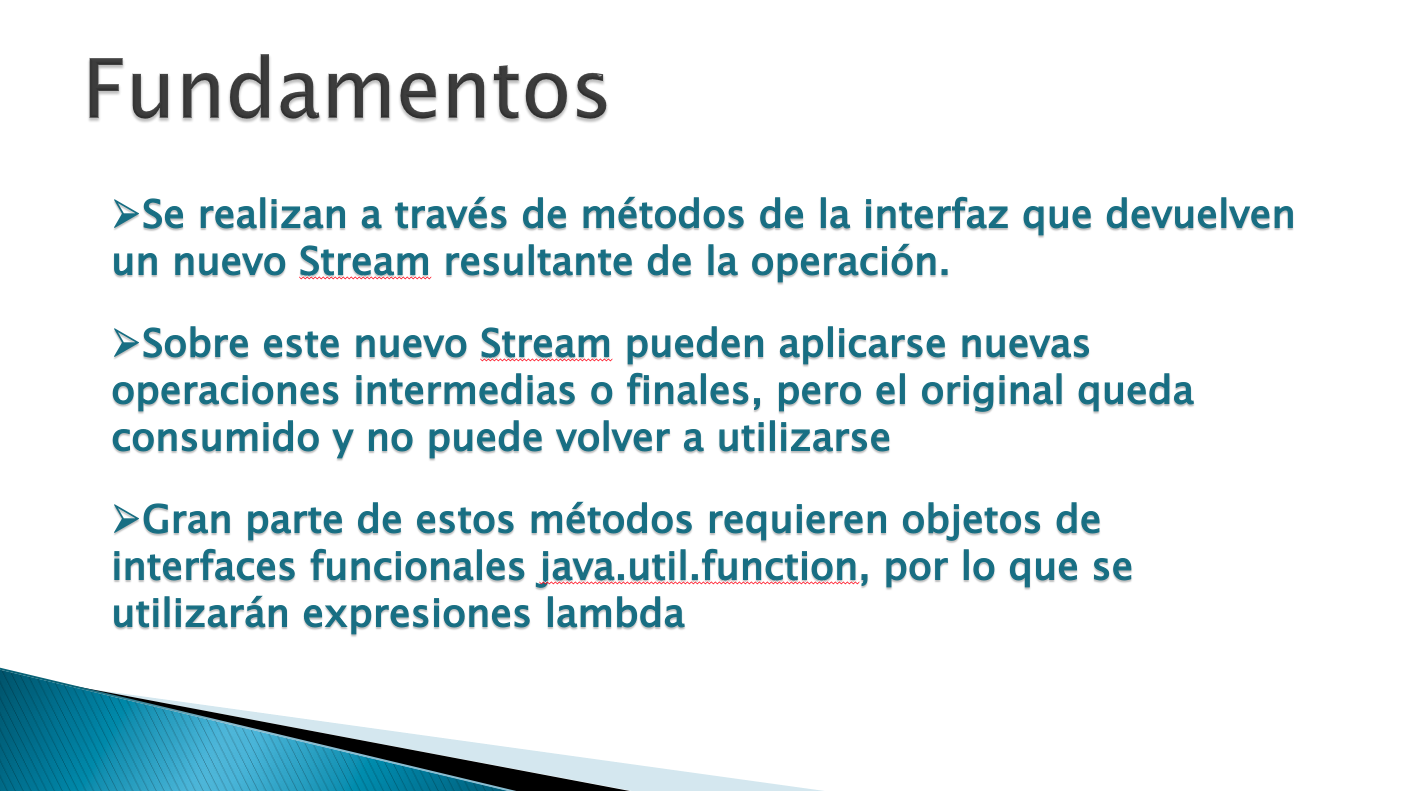 Fundamentos
➢Se realizan a través de métodos de la interfaz que devuelven
un nuevo Stream resultante de la operación.
➢Sobre este nuevo Stream pueden aplicarse nuevas
operaciones intermedias o finales, pero el original queda
consumido y no puede volver a utilizarse
➢Gran parte de estos métodos requieren objetos de
interfaces funcionales java.util.function, por lo que se
utilizarán expresiones lambda